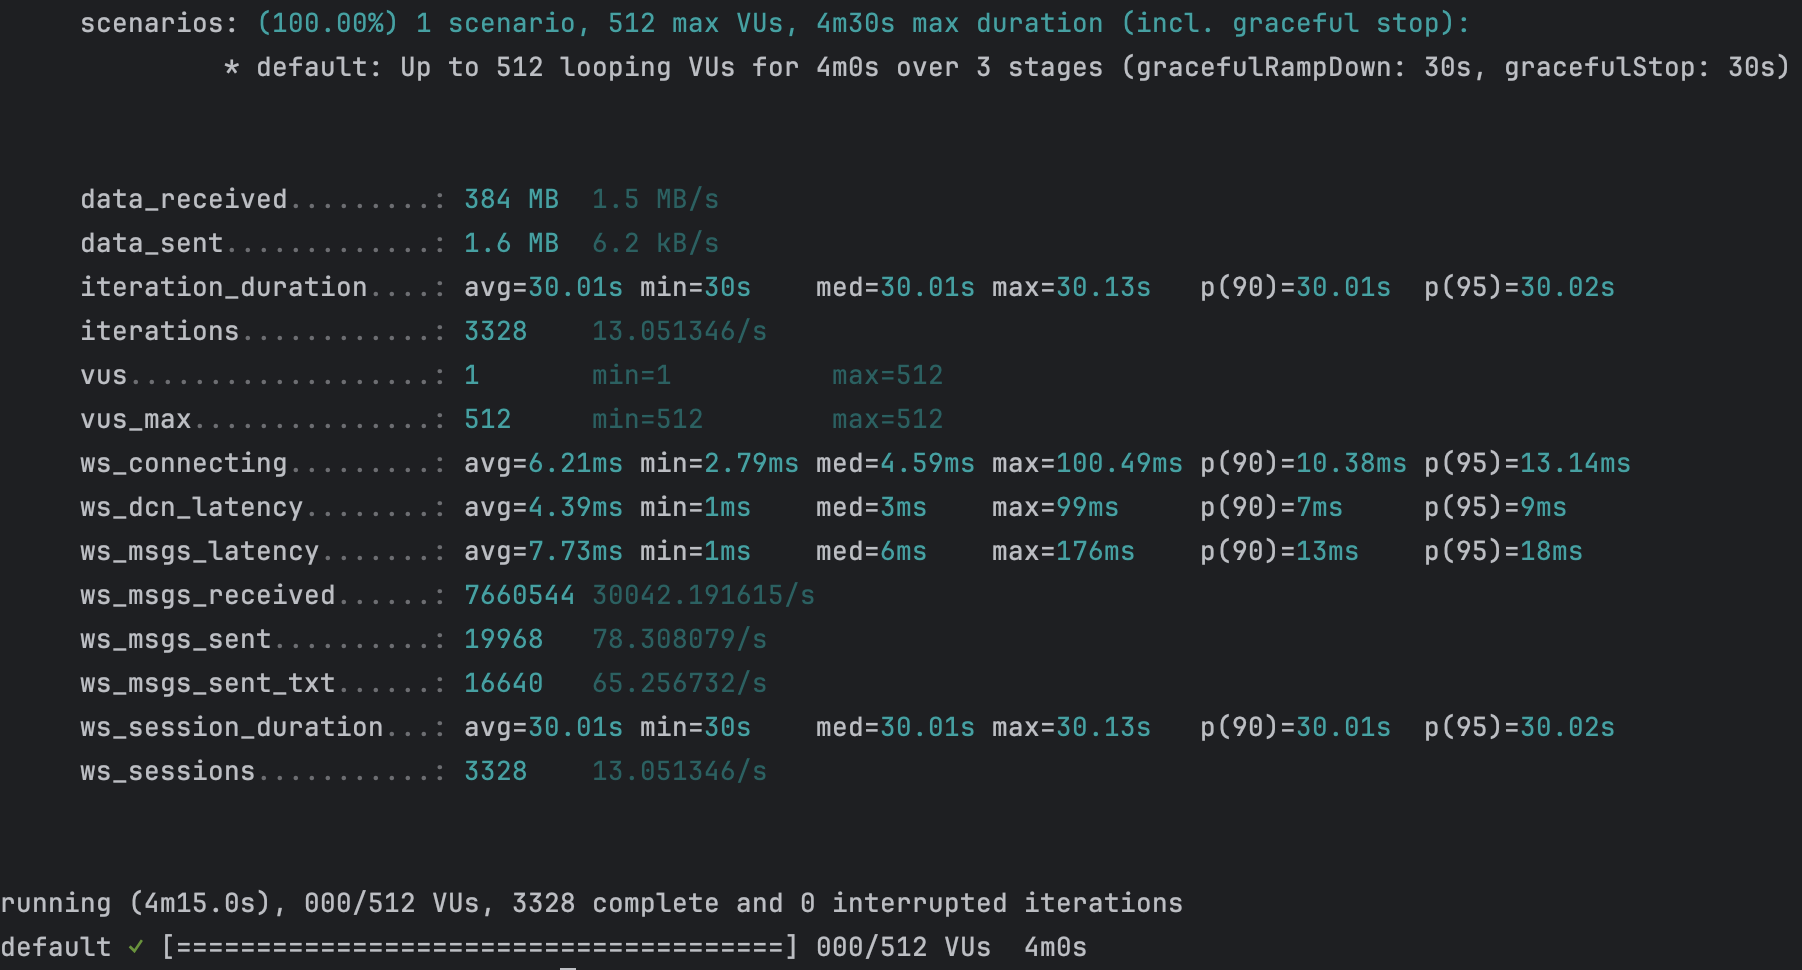 scenarios: (100.00%) 1 scenario, 512 max VUs, 4m30s max duration (incl. graceful stop):
* default: Up to 512 looping VUs for 4m0s over 3 stages (gracefulRampDown: 30s, gracefulStop: 30s)
data_received.........: 384 MB 1.5 MB/s
data_sent.............: 1.6 MB 6.2 kB/s
iteration_duration....: avg=30.01s min=30s med=30.01s max=30.13s p(90)=30.01s p(95)=30.02s
iterations............: 3328 13.051346/s
vus...................: 1 min=1 max=512
vus_max...............: 512 min=512 max=512
ws_connecting.........: avg=6.21ms min=2.79ms med=4.59ms max=100.49ms p(90)=10.38ms p(95)=13.14ms
ws_dcn_latency........: avg=4.39ms min=1ms med=3ms max=99ms p(90)=7ms p(95)=9ms
ws_msgs_latency.......: avg=7.73ms min=1ms med=6ms max=176ms p(90)=13ms p(95)=18ms
ws_msgs_received......: 7660544 30042.191615/s
ws_msgs_sent..........: 19968 78.308079/s
ws_msgs_sent_txt......: 16640 65.256732/s
ws_session_duration...: avg=30.01s min=30s med=30.01s max=30.13s p(90)=30.01s p(95)=30.02s
ws_sessions...........: 3328 13.051346/s
running (4m15.0s), 000/512 VUs, 3328 complete and 0 interrupted iterations
default ✓ [======================================] 000/512 VUs 4m0s